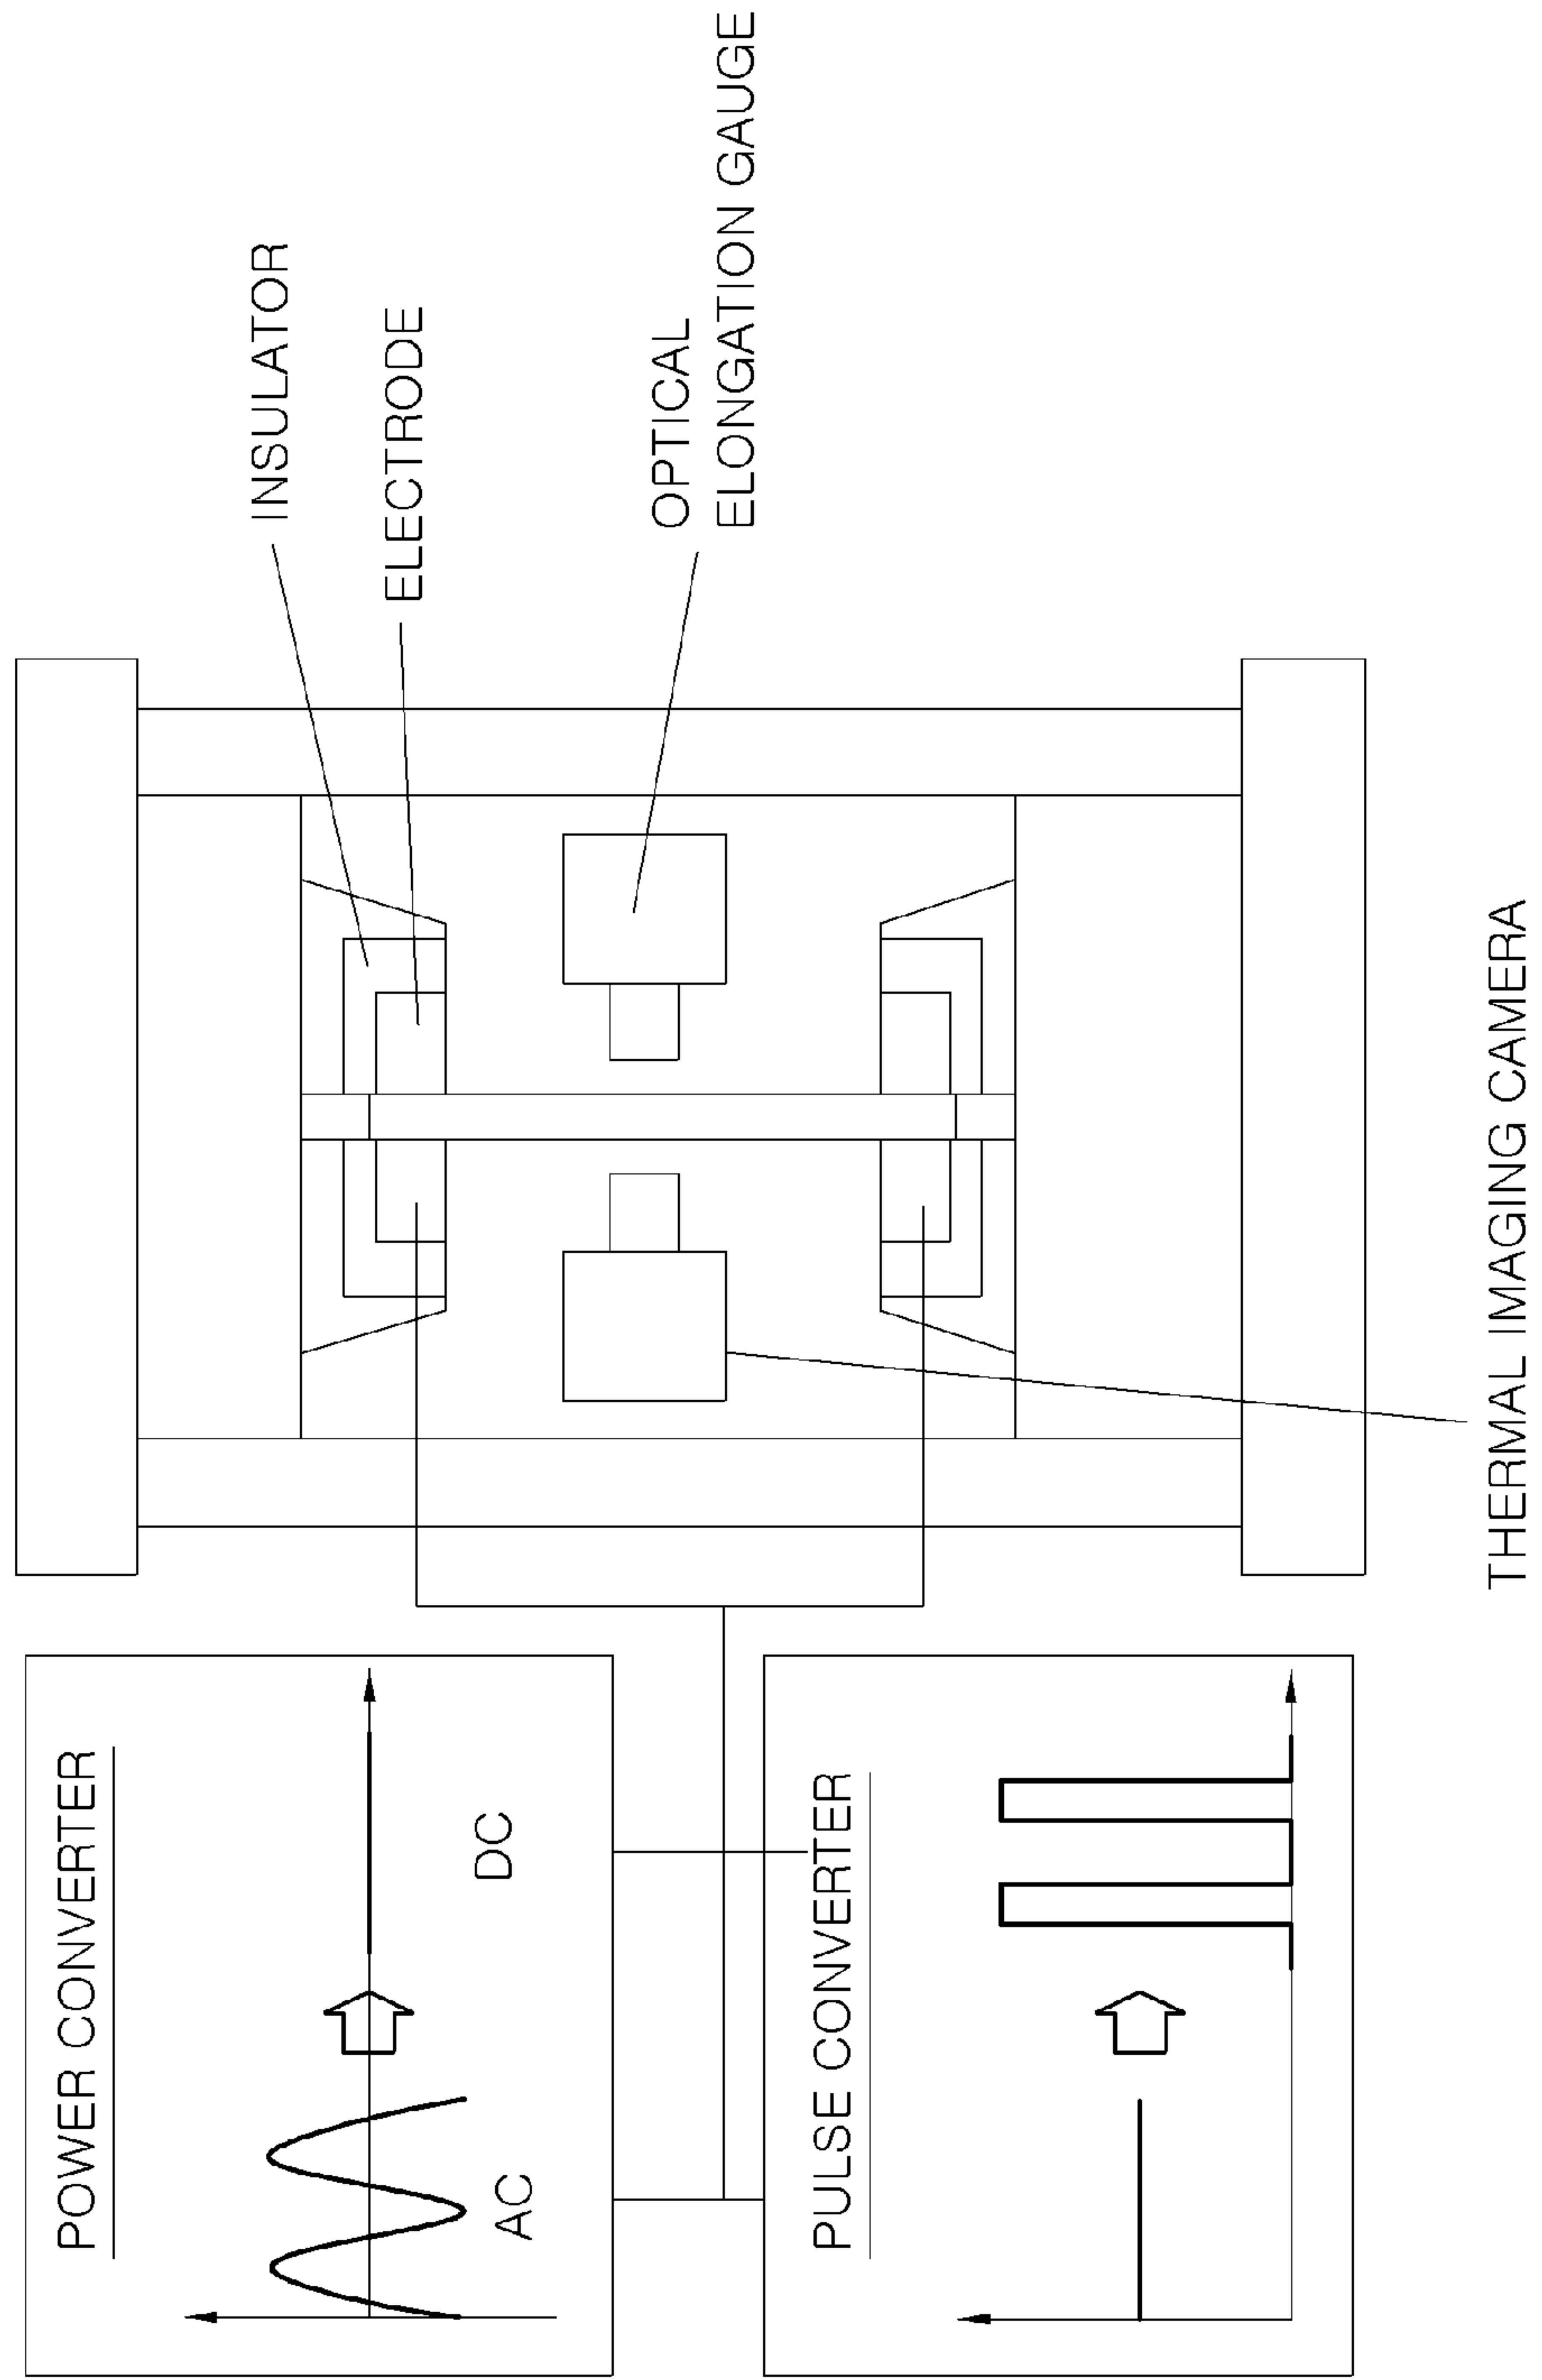 POWER CONVERTER
AC
DC
PULSE CONVERTER
INSULATOR
ELECTRODE
OPTICAL
ELONGATION GAUGE
THERMAL IMAGING CAMERA